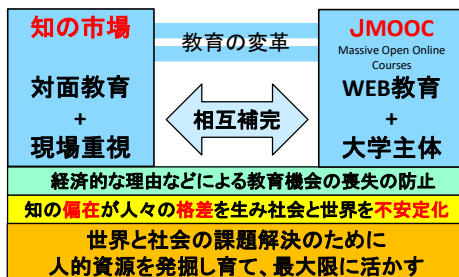 知の市場
対面教育
+
現場重視
教育の変革
相互補完
JMOOC
Massive Open Online
Courses
WEB教育
+
大学主体
経済的な理由などによる教育機会の喪失の防止
知の偏在が人々の格差を生み社会と世界を不安定化
世界と社会の課題解決のために
人的資源を発掘し育て、最大限に活かす